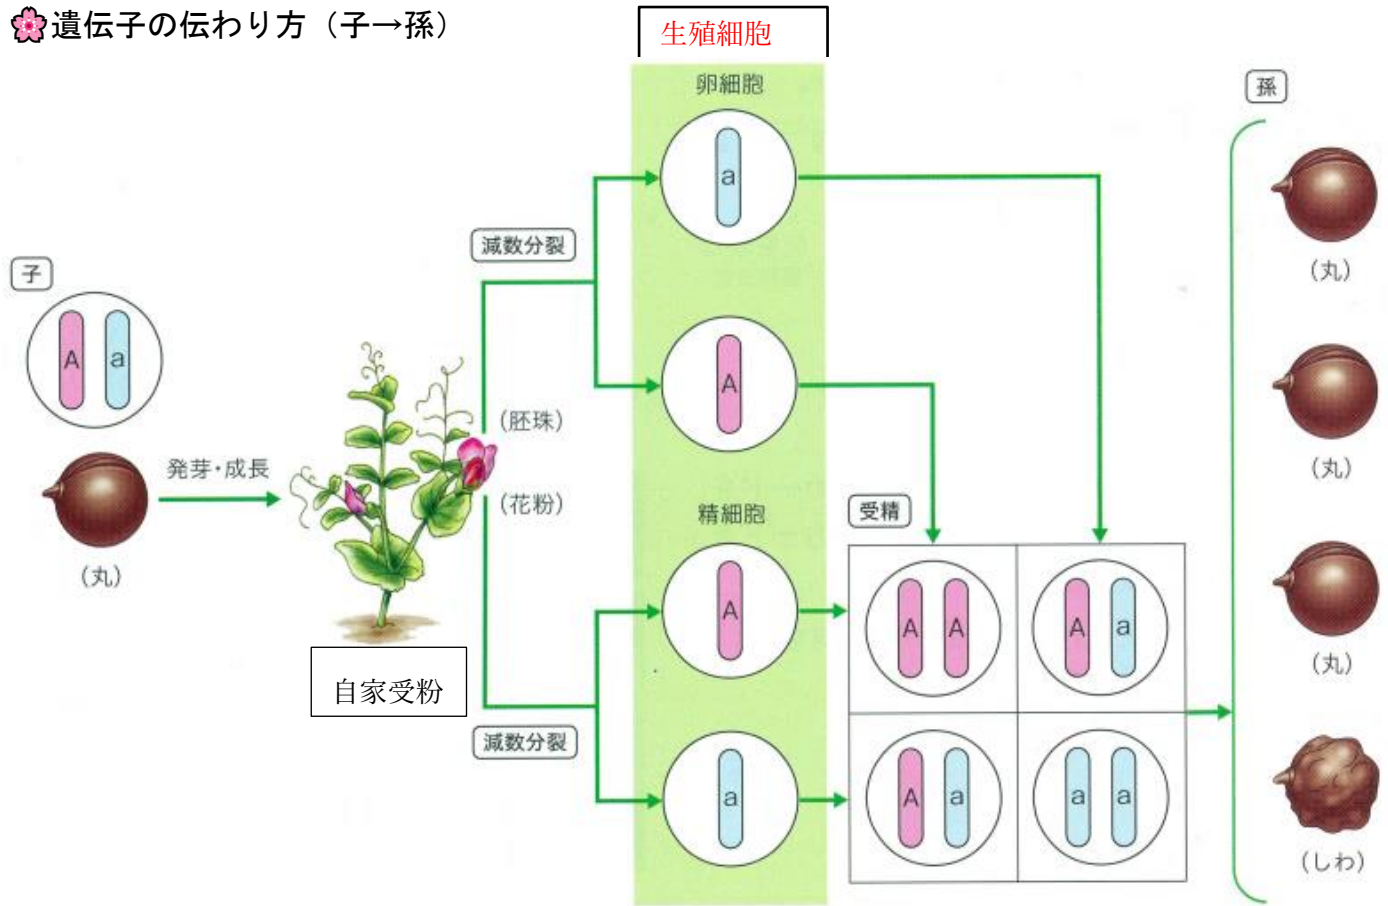 遺伝子の伝わり方（子→孫）
生殖細胞
卵細胞
a
孫
(丸)
減数分裂
子
A a
A
(胚珠)
(丸)
発芽・成長
(花粉)
精細胞
受精
(丸)
A
A A
A a
(丸)
自家受粉
減数分裂
a
A a
a a
(しわ)